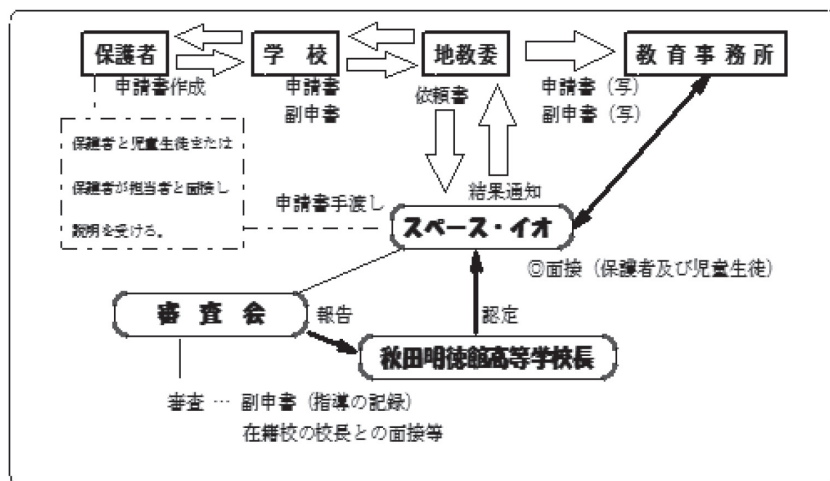 保護者
学 校
地教委
教 育 事 務 所
申請書作成
申請書
副申書
依頼書
申請書（写）
副申書（写）
保護者と児童生徒または
保護者が担当者と面接し
説明を受ける。
申請書手渡し
結果通知
スペース・イオ
◎面接（保護者及び児童生徒）
審 査 会
報告
認定
秋田明徳館高等学校長
審査 … 副申書（指導の記録）
在籍校の校長との面接等